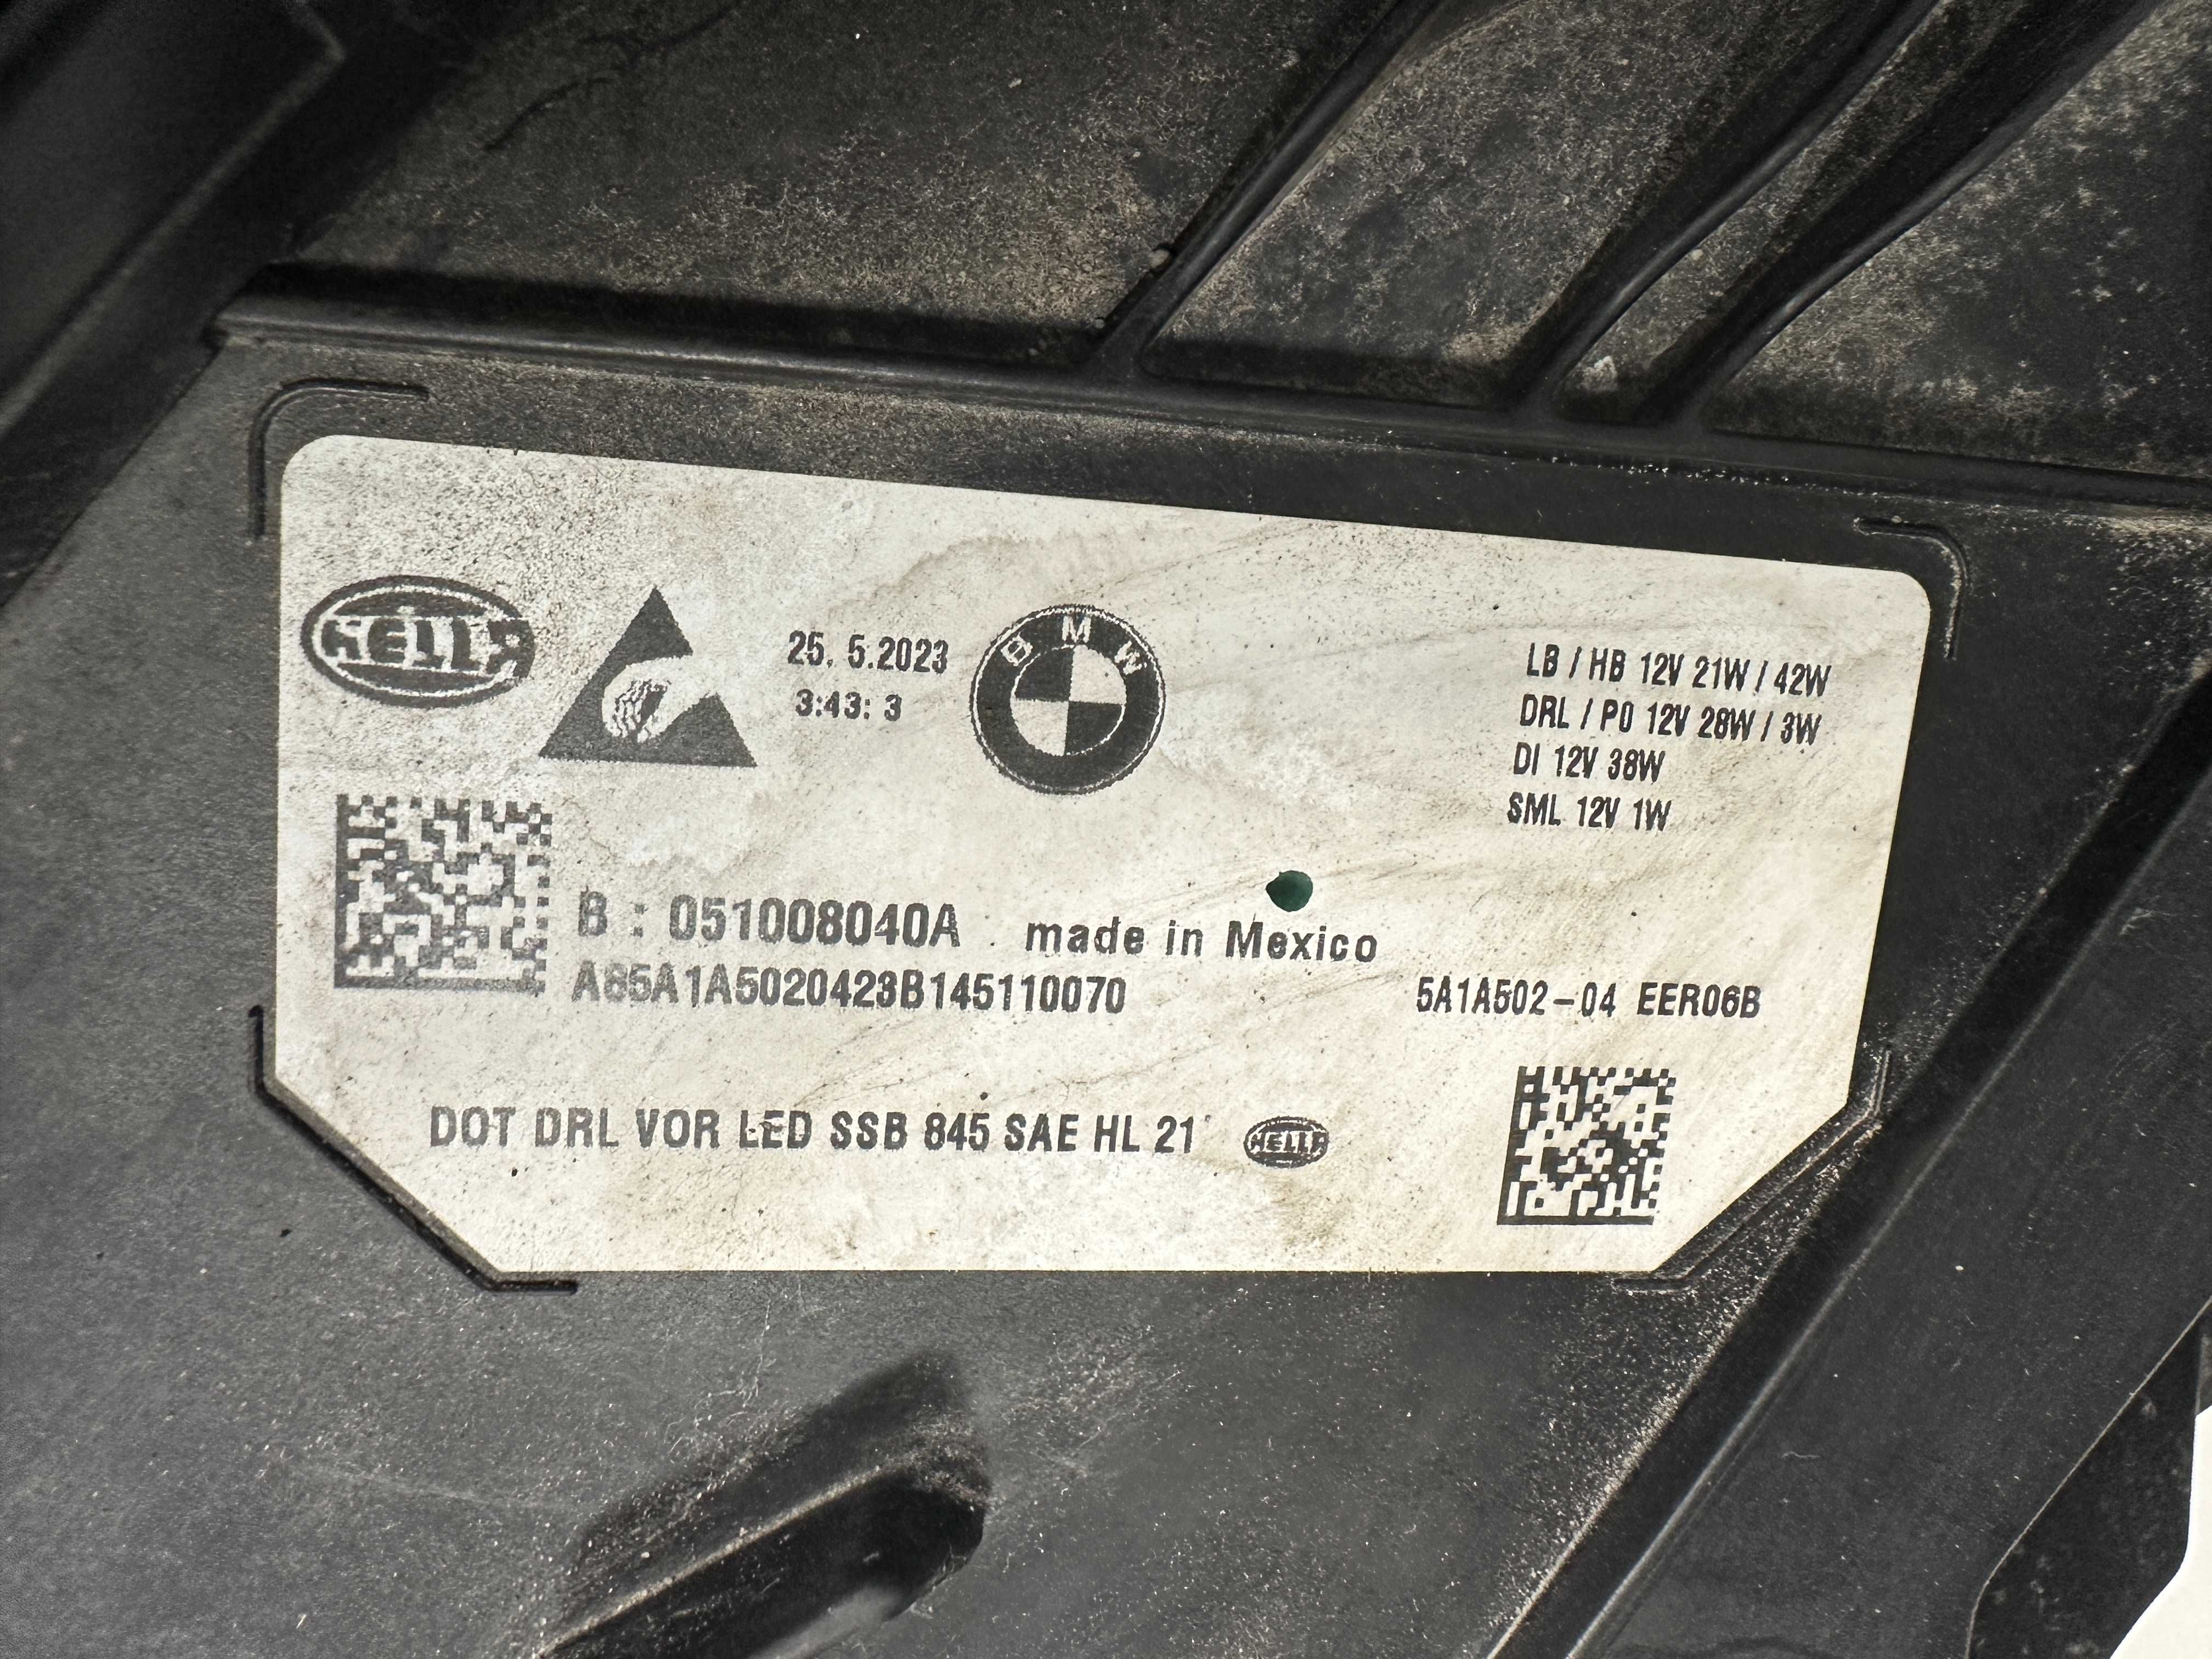 HELLA
25. 5.2023
3:43: 3
BMW
LB / HB 12V 21W / 42W
DRL / PO 12V 28W / 3W
DI 12V 38W
SML 12V 1W
B : 051008040A
made in Mexico
A85A1A5020423B145110070
5A1A502-04 EER06B
DOT DRL VOR LED SSB 845 SAE HL 21
HELLA